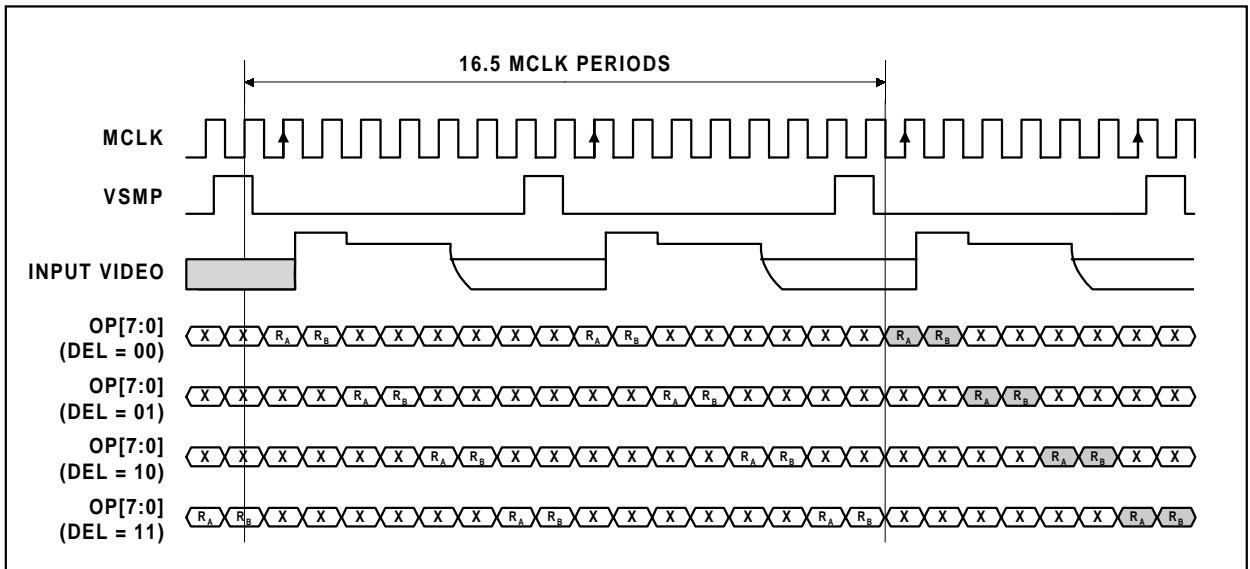 16.5 MCLK PERIODS
MCLK
VSMP
INPUT VIDEO
OP[7:0]
(DEL = 00)
X X RA RB X X X X X X RA RB X X X X X X RA RB X X X X X X
OP[7:0]
(DEL = 01)
X X X X RA RB X X X X X X RA RB X X X X X X RA RB X X X X
OP[7:0]
(DEL = 10)
X X X X X X RA RB X X X X X X RA RB X X X X X X RA RB X X
OP[7:0]
(DEL = 11)
RA RB X X X X X X RA RB X X X X X X RA RB X X X X X X RA RB